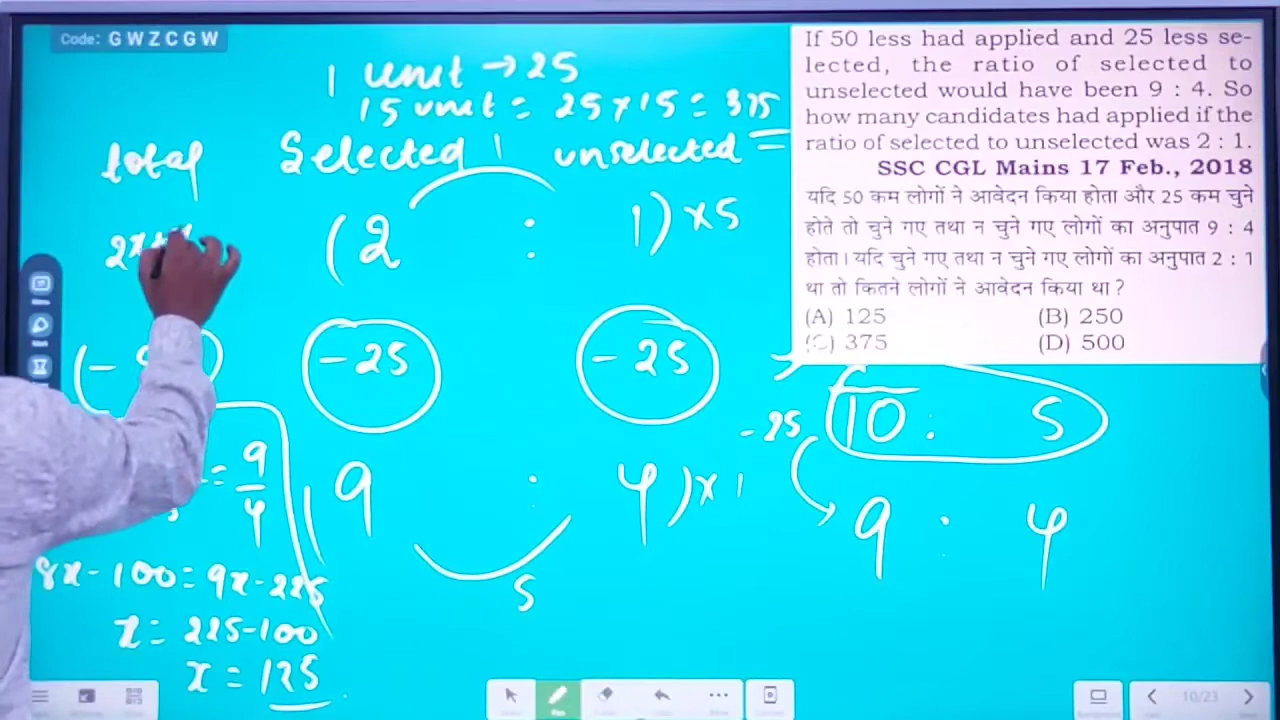 Code: GWZCGW
1 unit → 25
15 unit = 25 × 15 = 375
total Selected unselected
2x+x (2 : 1) × 5
-25 -25
9 : 4) × 1
5
= 9/4
8x - 100 = 9x - 225
x = 225-100
x = 125
10 : 5
-25
9 : 4
If 50 less had applied and 25 less se-
lected, the ratio of selected to
unselected would have been 9 : 4. So
how many candidates had applied if the
ratio of selected to unselected was 2 : 1.
SSC CGL Mains 17 Feb., 2018
यदि 50 कम लोगों ने आवेदन किया होता और 25 कम चुने
होते तो चुने गए तथा न चुने गए लोगों का अनुपात 9 : 4
होता। यदि चुने गए तथा न चुने गए लोगों का अनुपात 2 : 1
था तो कितने लोगों ने आवेदन किया था ?
(A) 125 (B) 250
(C) 375 (D) 500
10/23